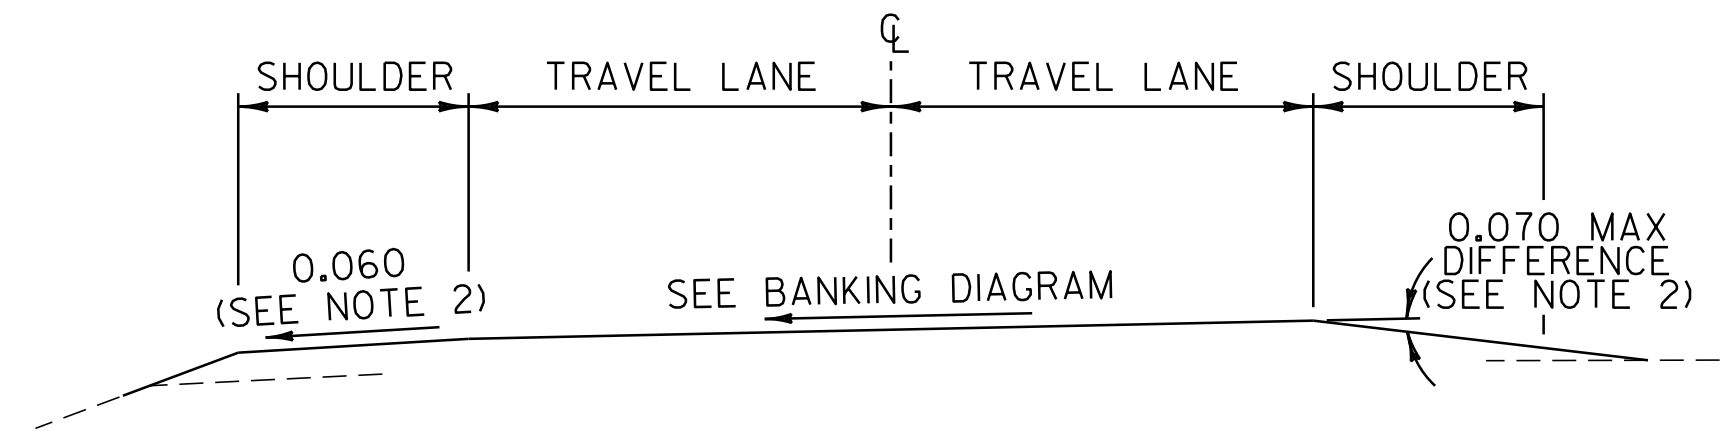 ℄
SHOULDER TRAVEL LANE TRAVEL LANE SHOULDER
0.060
(SEE NOTE 2)
SEE BANKING DIAGRAM
0.070 MAX
DIFFERENCE
(SEE NOTE 2)